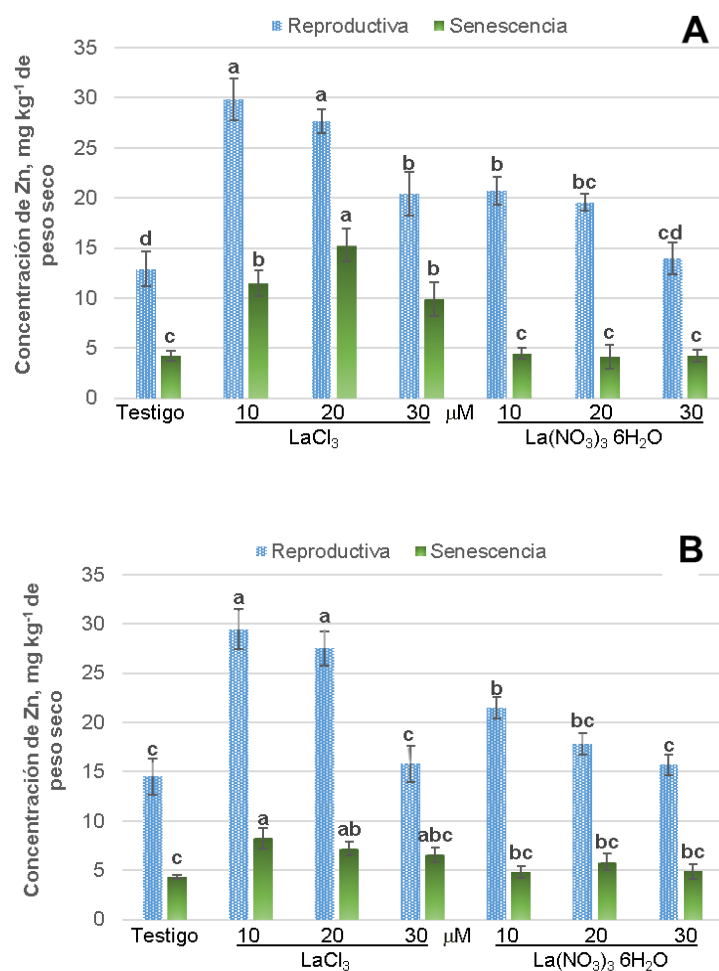 Reproductiva Senescencia A
Concentración de Zn, mg kg⁻¹ de
peso seco
35
30
25
20
15
10
5
0
a a b b bc cd d
b a b c c c c
Testigo 10 20 30 μM 10 20 30
LaCl₃ La(NO₃)₃ 6H₂O
Reproductiva Senescencia B
Concentración de Zn, mg kg⁻¹ de
peso seco
35
30
25
20
15
10
5
0
c a a c b bc c
c a ab abc bc bc bc
Testigo 10 20 30 μM 10 20 30
LaCl₃ La(NO₃)₃ 6H₂O